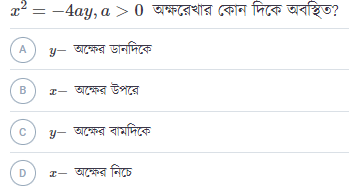 x² = −4ay, a > 0 অক্ষরেখার কোন দিকে অবস্থিত?
A y− অক্ষের ডানদিকে
B x− অক্ষের উপরে
C y− অক্ষের বামদিকে
D x− অক্ষের নিচে